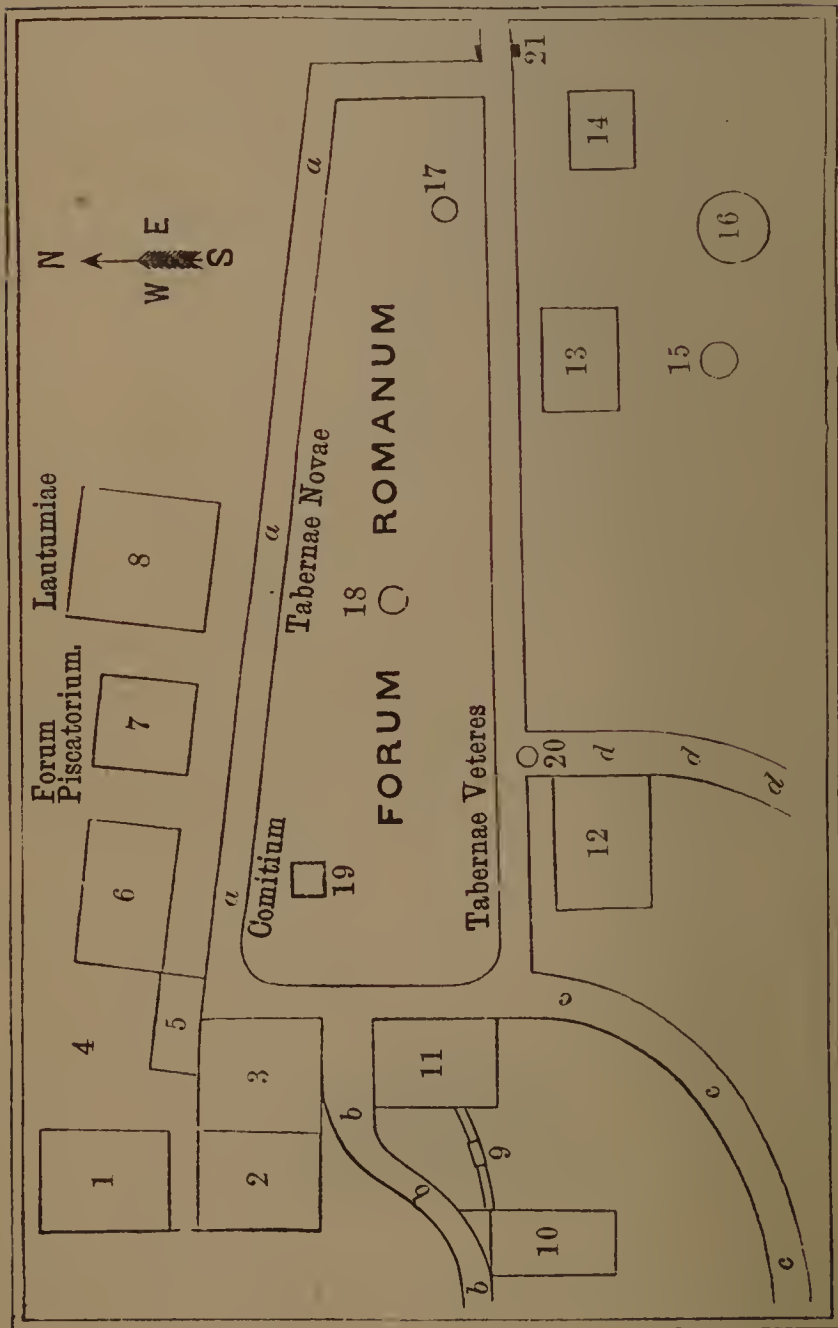 Lautumiae
N
Forum
Piscatorium.
W E
S
1
4
6
7
8
5
2
3
a
a
a
Comitium
Tabernae Novae
19
18
17
FORUM ROMANUM
b
b
b
11
9
10
Tabernae Veteres
20
21
c
c
c
12
d
d
d
13
14
15
16